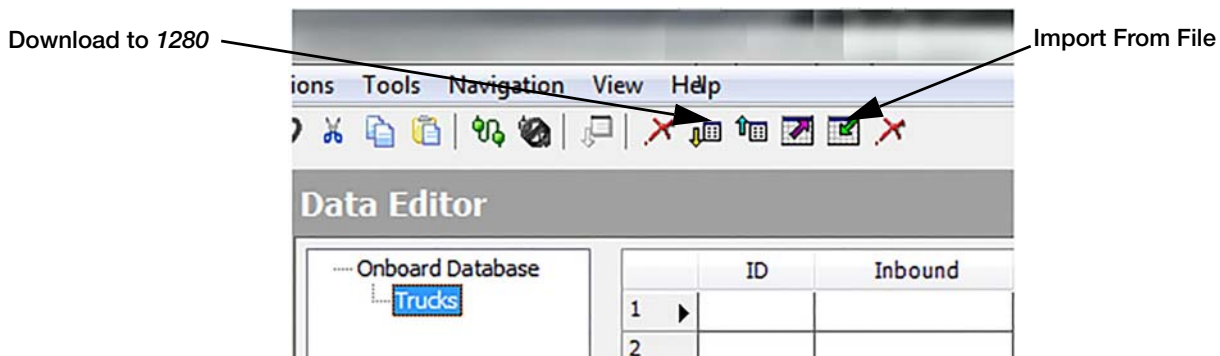 Download to 1280
Import From File
ions Tools Navigation View Help
Data Editor
Onboard Database
ID Inbound
Trucks
1
2